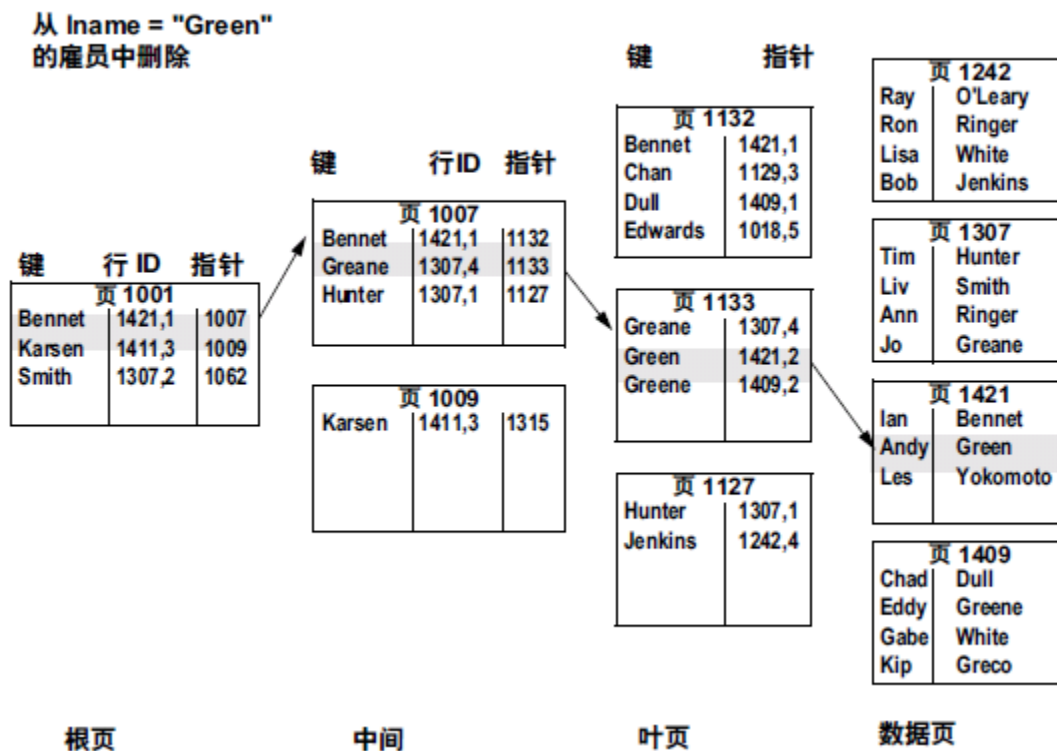 从 lname = "Green"
的雇员中删除
键 行 ID 指针
页 1001
Bennet 1421,1 1007
Karsen 1411,3 1009
Smith 1307,2 1062
根页
键 行ID 指针
页 1007
Bennet 1421,1 1132
Greane 1307,4 1133
Hunter 1307,1 1127
页 1009
Karsen 1411,3 1315
中间
键 指针
页 1132
Bennet 1421,1
Chan 1129,3
Dull 1409,1
Edwards 1018,5
页 1133
Greane 1307,4
Green 1421,2
Greene 1409,2
页 1127
Hunter 1307,1
Jenkins 1242,4
叶页
页 1242
Ray O'Leary
Ron Ringer
Lisa White
Bob Jenkins
页 1307
Tim Hunter
Liv Smith
Ann Ringer
Jo Greane
页 1421
Ian Bennet
Andy Green
Les Yokomoto
页 1409
Chad Dull
Eddy Greene
Gabe White
Kip Greco
数据页